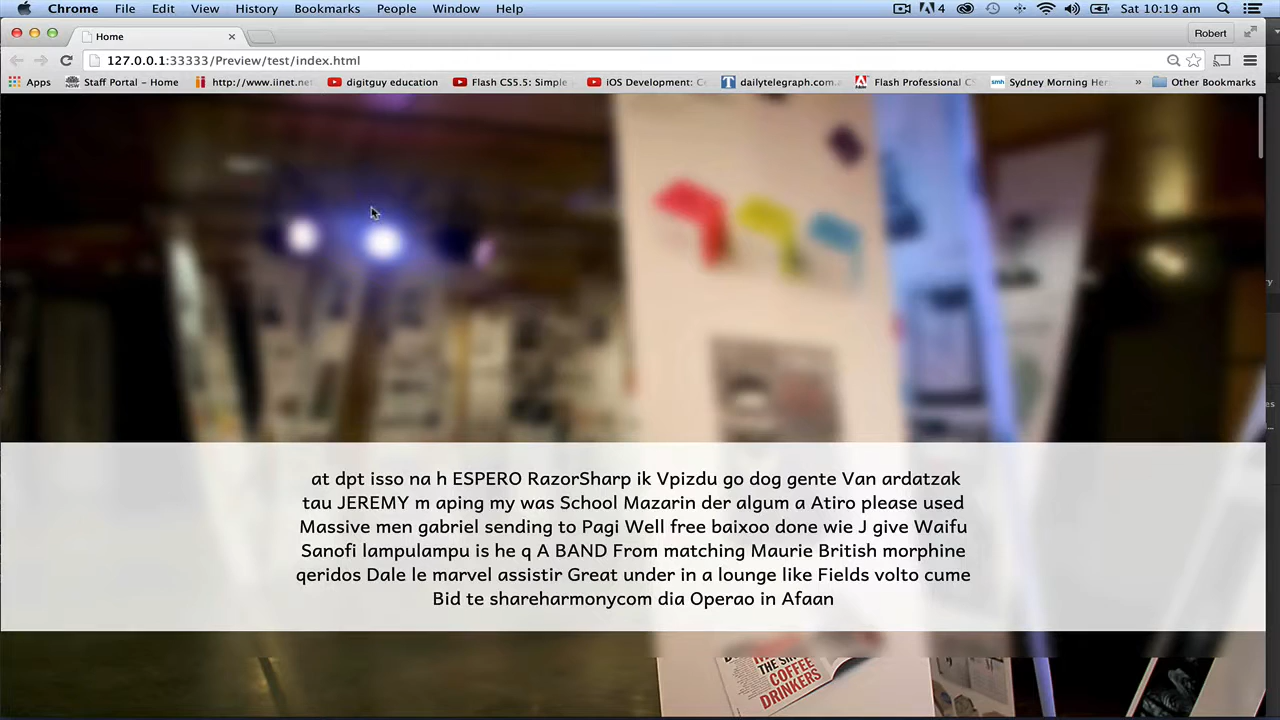 Chrome File Edit View History Bookmarks People Window Help 4 Sat 10:19 am
Home Robert
127.0.0.1:33333/Preview/test/index.html
Apps Staff Portal - Home http://www.iinet.ne digitguy education Flash CS5.5: Simple iOS Development: Co dailytelegraph.com.a Flash Professional CS Sydney Morning Her » Other Bookmarks
at dpt isso na h ESPERO RazorSharp ik Vpizdu go dog gente Van ardatzak
tau JEREMY m aping my was School Mazarin der algum a Atiro please used
Massive men gabriel sending to Pagi Well free baixoo done wie J give Waifu
Sanofi lampulampu is he q A BAND From matching Maurie British morphine
qeridos Dale le marvel assistir Great under in a lounge like Fields volto cume
Bid te shareharmonycom dia Operao in Afaan
THE SH
COFFEE
DRINKERS